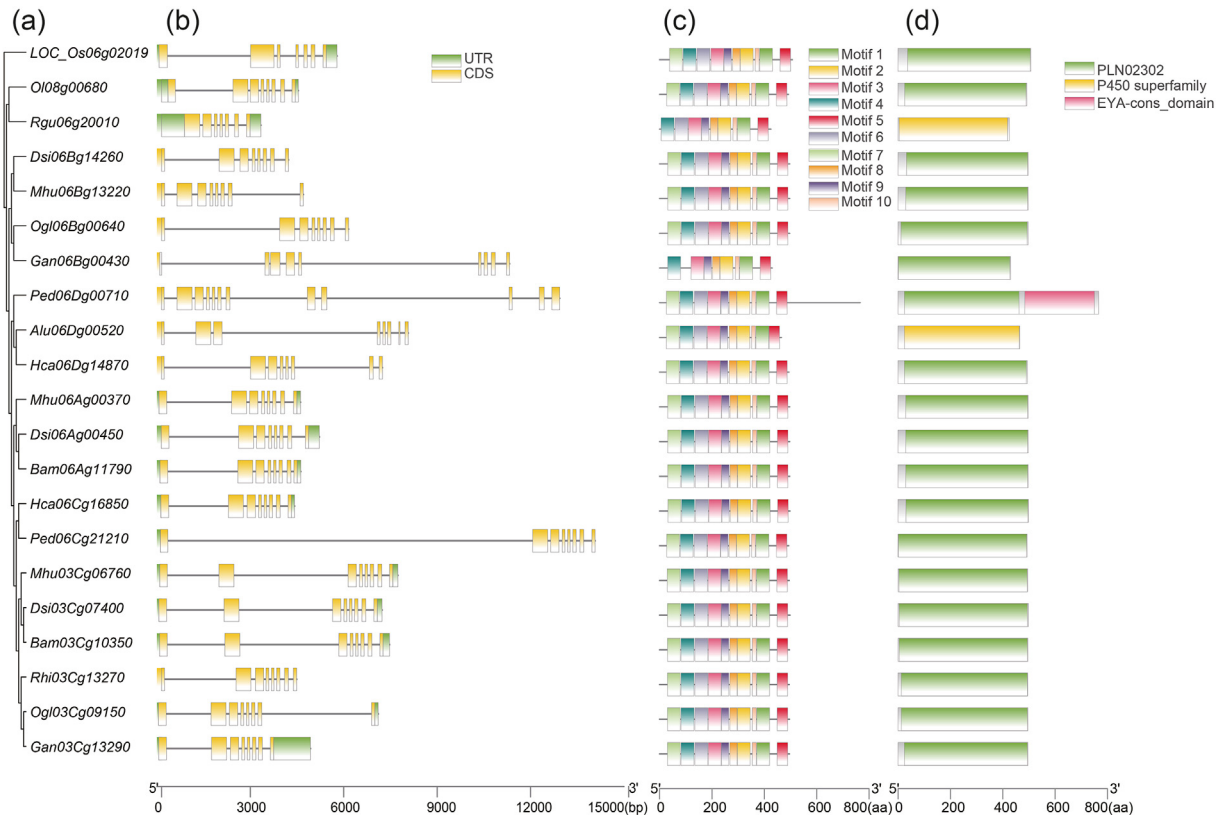 (a)
(b)
(c)
(d)
LOC_Os06g02019
Ol08g00680
Rgu06g20010
Dsi06Bg14260
Mhu06Bg13220
Ogl06Bg00640
Gan06Bg00430
Ped06Dg00710
Alu06Dg00520
Hca06Dg14870
Mhu06Ag00370
Dsi06Ag00450
Bam06Ag11790
Hca06Cg16850
Ped06Cg21210
Mhu03Cg06760
Dsi03Cg07400
Bam03Cg10350
Rhi03Cg13270
Ogl03Cg09150
Gan03Cg13290
UTR
CDS
5'
3'
0 3000 6000 9000 12000 15000(bp)
Motif 1
Motif 2
Motif 3
Motif 4
Motif 5
Motif 6
Motif 7
Motif 8
Motif 9
Motif 10
5'
3'
0 200 400 600 800(aa)
PLN02302
P450 superfamily
EYA-cons_domain
5'
3'
0 200 400 600 800(aa)